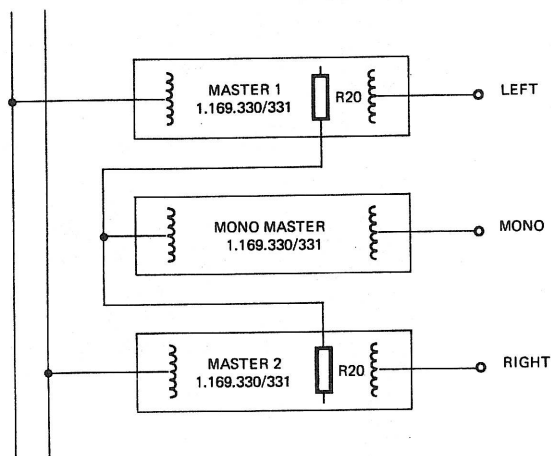 MASTER 1
1.169.330/331
R20
LEFT
MONO MASTER
1.169.330/331
MONO
MASTER 2
1.169.330/331
R20
RIGHT